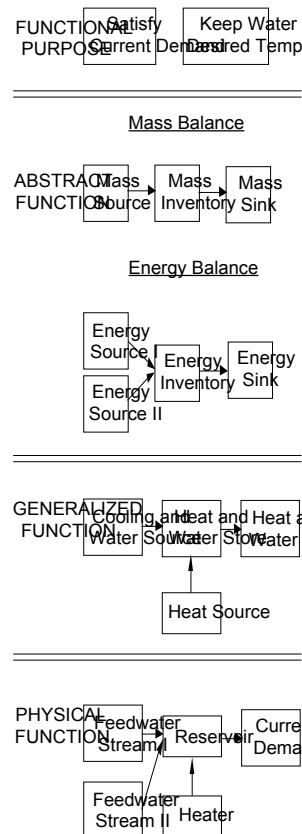 FUNCTIONAL
PURPOSE
Satisfy
Current Demand
Keep Water
Desired Temp
Mass Balance
ABSTRACT
FUNCTION
Mass
Source
Mass
Inventory
Mass
Sink
Energy Balance
Energy
Source I
Energy
Source II
Energy
Inventory
Energy
Sink
GENERALIZED
FUNCTION
Cooling and
Water Source
Heat and
Water Store
Heat a
Water
Heat Source
PHYSICAL
FUNCTION
Feedwater
Stream I
Reservoir
Curre
Dema
Feedwater
Stream II
Heater